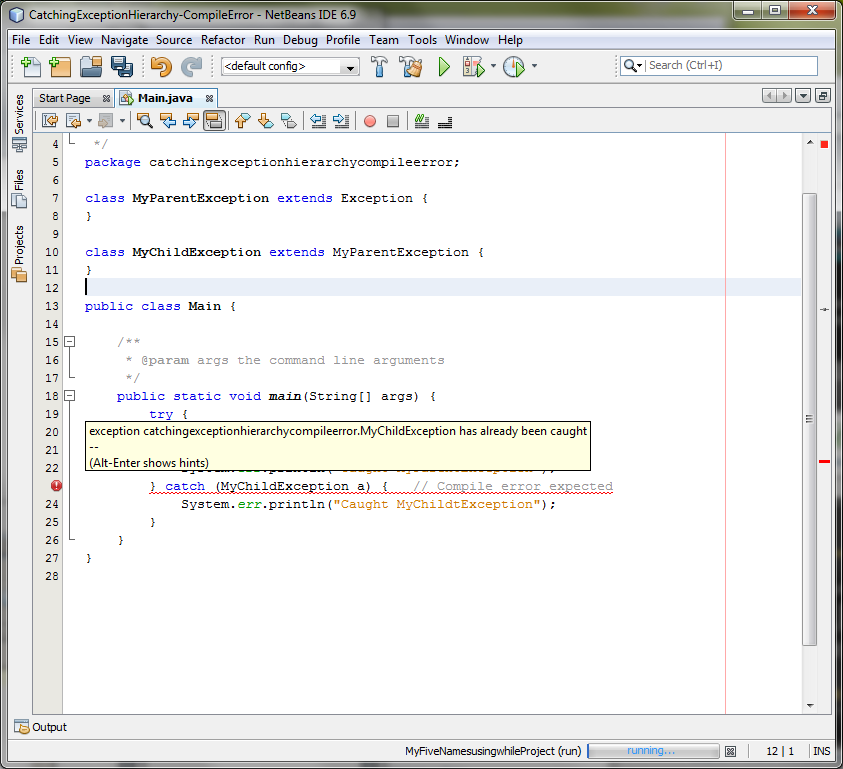 CatchingExceptionHierarchy-CompileError - NetBeans IDE 6.9
File Edit View Navigate Source Refactor Run Debug Profile Team Tools Window Help
<default config> Search (Ctrl+I)
Services
Files
Projects
Start Page Main.java
4 */
5 package catchingexceptionhierarchycompileerror;
6
7 class MyParentException extends Exception {
8 }
9
10 class MyChildException extends MyParentException {
11 }
12
13 public class Main {
14
15 /**
16 * @param args the command line arguments
17 */
18 public static void main(String[] args) {
19 try {
20 exception catchingexceptionhierarchycompileerror.MyChildException has already been caught
21 --
(Alt-Enter shows hints)
22
} catch (MyChildException a) { // Compile error expected
24 System.err.println("Caught MyChildtException");
25 }
26 }
27 }
28
Output
MyFiveNamesusingwhileProject (run) running... 12 | 1 INS